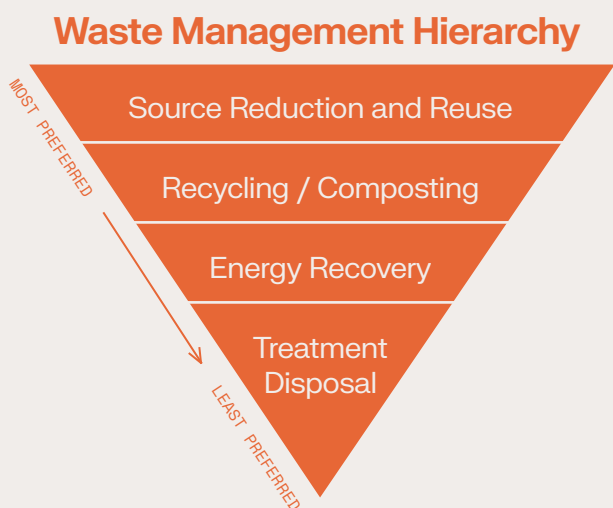 Waste Management Hierarchy
MOST PREFERRED
Source Reduction and Reuse
Recycling / Composting
Energy Recovery
Treatment
Disposal
LEAST PREFERRED